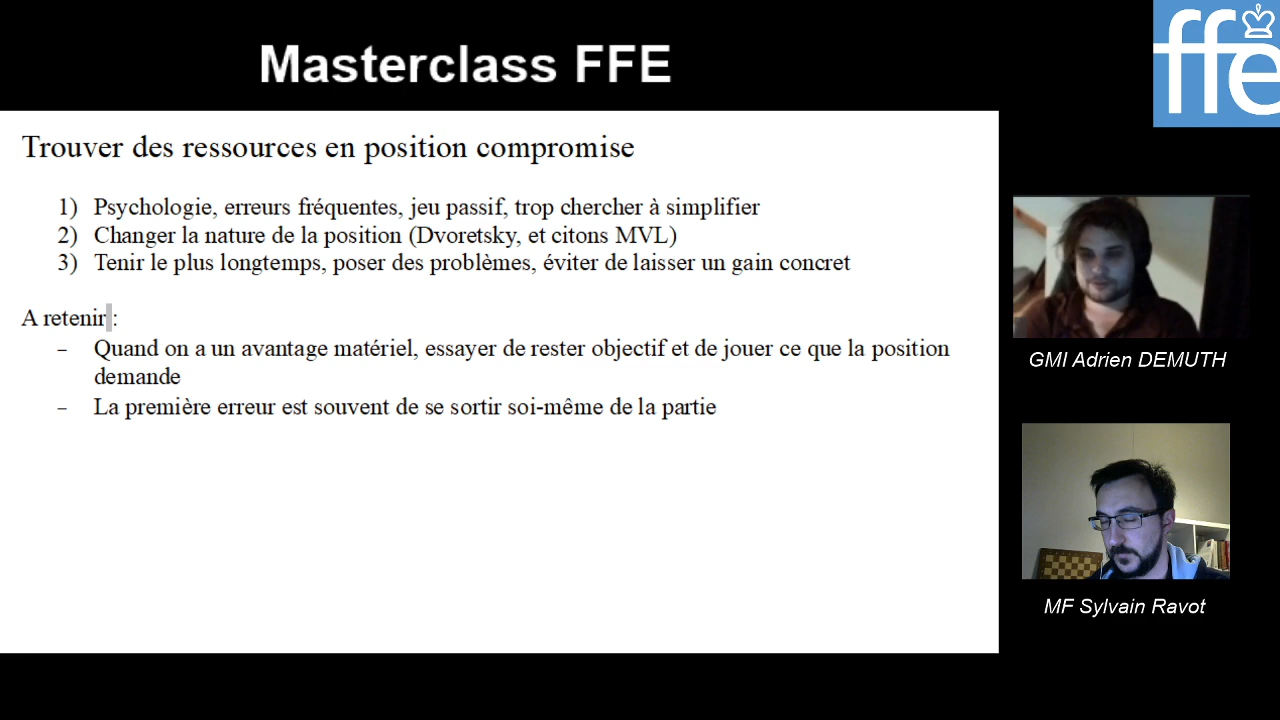 Masterclass FFE
ffe
Trouver des ressources en position compromise
1) Psychologie, erreurs fréquentes, jeu passif, trop chercher à simplifier
2) Changer la nature de la position (Dvoretsky, et citons MVL)
3) Tenir le plus longtemps, poser des problèmes, éviter de laisser un gain concret
A retenir :
- Quand on a un avantage matériel, essayer de rester objectif et de jouer ce que la position
demande
- La première erreur est souvent de se sortir soi-même de la partie
GMI Adrien DEMUTH
MF Sylvain Ravot